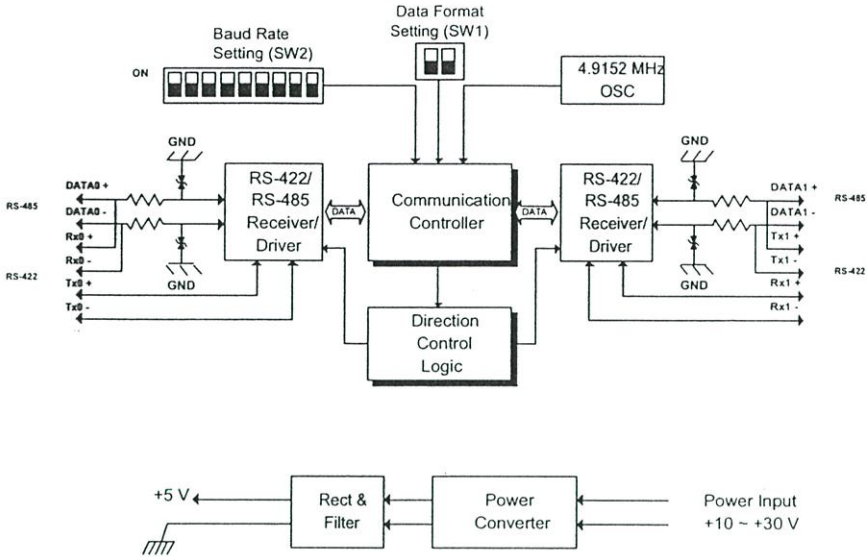 Data Format
Setting (SW1)
Baud Rate
Setting (SW2)
ON
4.9152 MHz
OSC
GND
GND
RS-485
DATA0 +
DATA0 -
Rx0 +
Rx0 -
RS-422
Tx0 +
Tx0 -
GND
RS-422/
RS-485
Receiver/
Driver
DATA
Communication
Controller
DATA
RS-422/
RS-485
Receiver/
Driver
GND
DATA1 +
RS-485
DATA1 -
Tx1 +
Tx1 -
RS-422
Rx1 +
Rx1 -
Direction
Control
Logic
+5 V
Rect &
Filter
Power
Converter
Power Input
+10 ~ +30 V